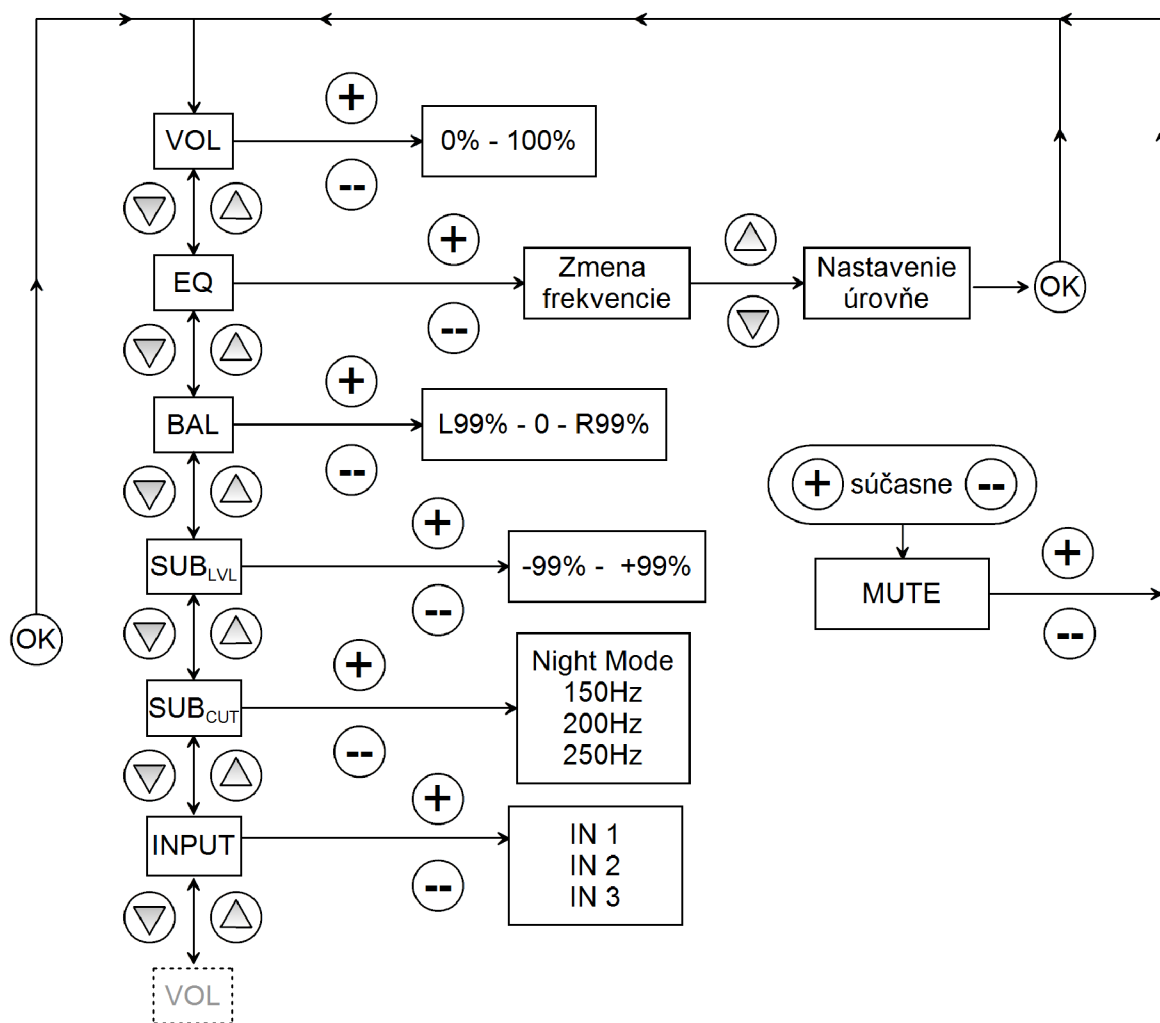 +
VOL
0% - 100%
--
+
EQ
Zmena
frekvencie
Nastavenie
úrovňe
OK
--
+
BAL
L99% - 0 - R99%
--
+ súčasne --
+
SUBLVL
-99% - +99%
--
MUTE
+
--
OK
+
SUBCUT
Night Mode
150Hz
200Hz
250Hz
--
+
INPUT
IN 1
IN 2
IN 3
--
VOL